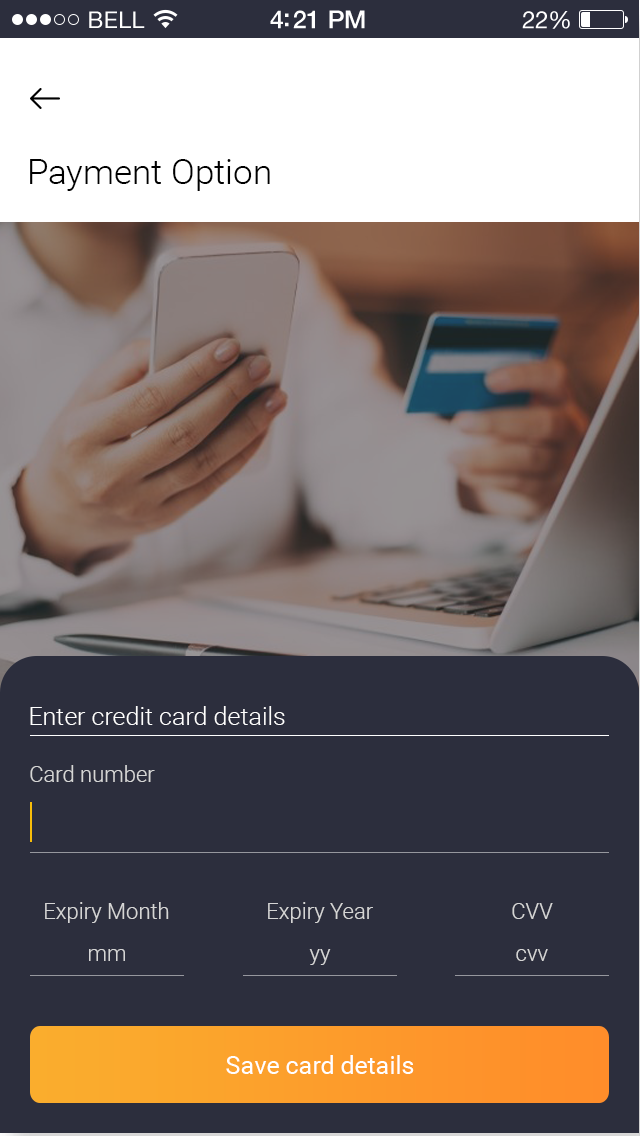 BELL 4:21 PM 22%
Payment Option
Enter credit card details
Card number
Expiry Month Expiry Year CVV
mm yy cvv
Save card details